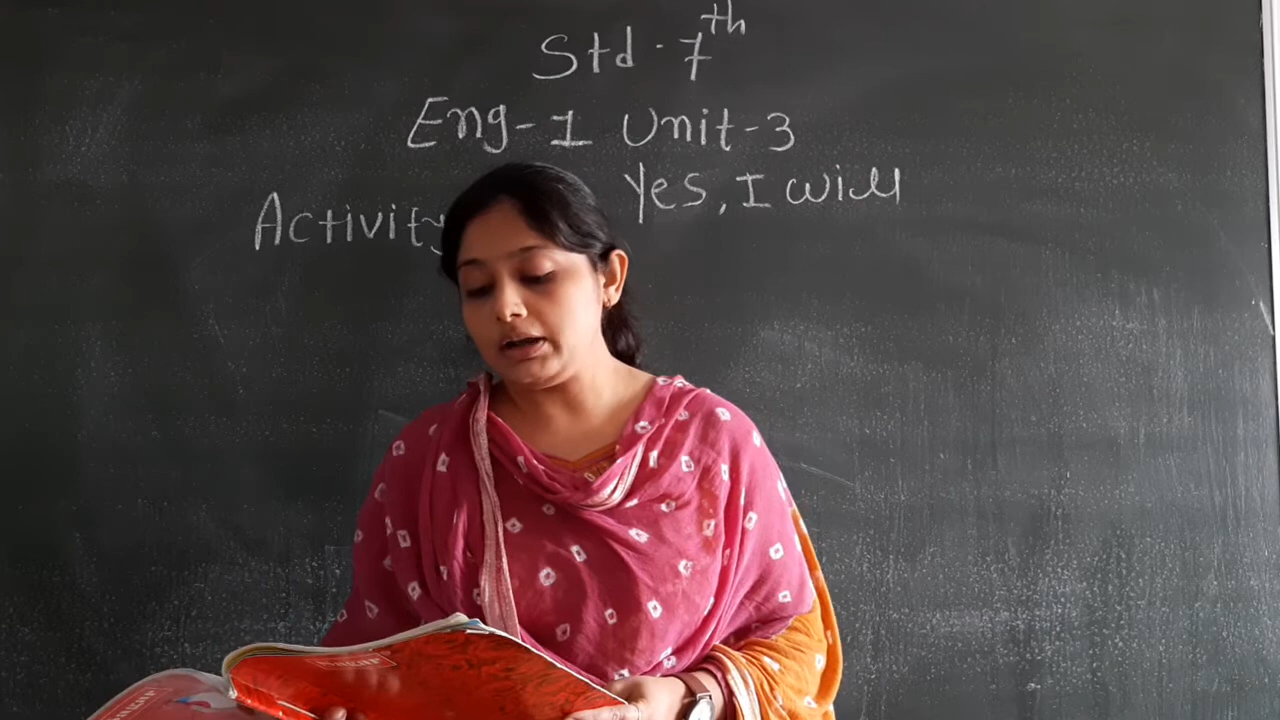 Std. 7th
Eng-1 Unit-3
Yes, I will
Activity